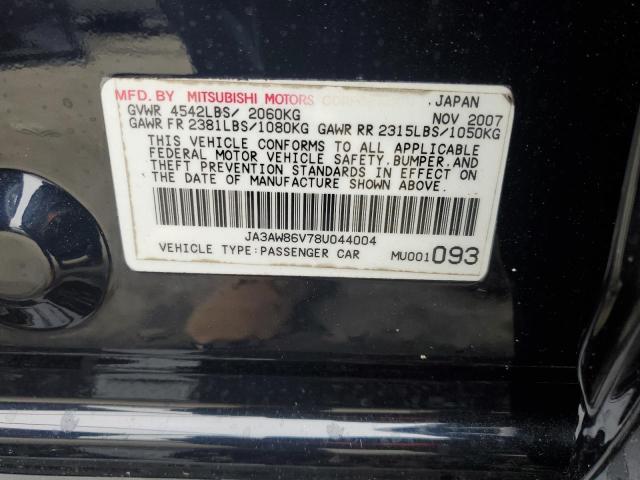 MFD. BY MITSUBISHI MOTORS CORPORATION, JAPAN
GVWR 4542LBS/ 2060KG NOV 2007
GAWR FR 2381LBS/1080KG GAWR RR 2315LBS/1050KG
THIS VEHICLE CONFORMS TO ALL APPLICABLE
FEDERAL MOTOR VEHICLE SAFETY, BUMPER, AND
THEFT PREVENTION STANDARDS IN EFFECT ON
THE DATE OF MANUFACTURE SHOWN ABOVE.
JA3AW86V78U044004
VEHICLE TYPE:PASSENGER CAR MU001093